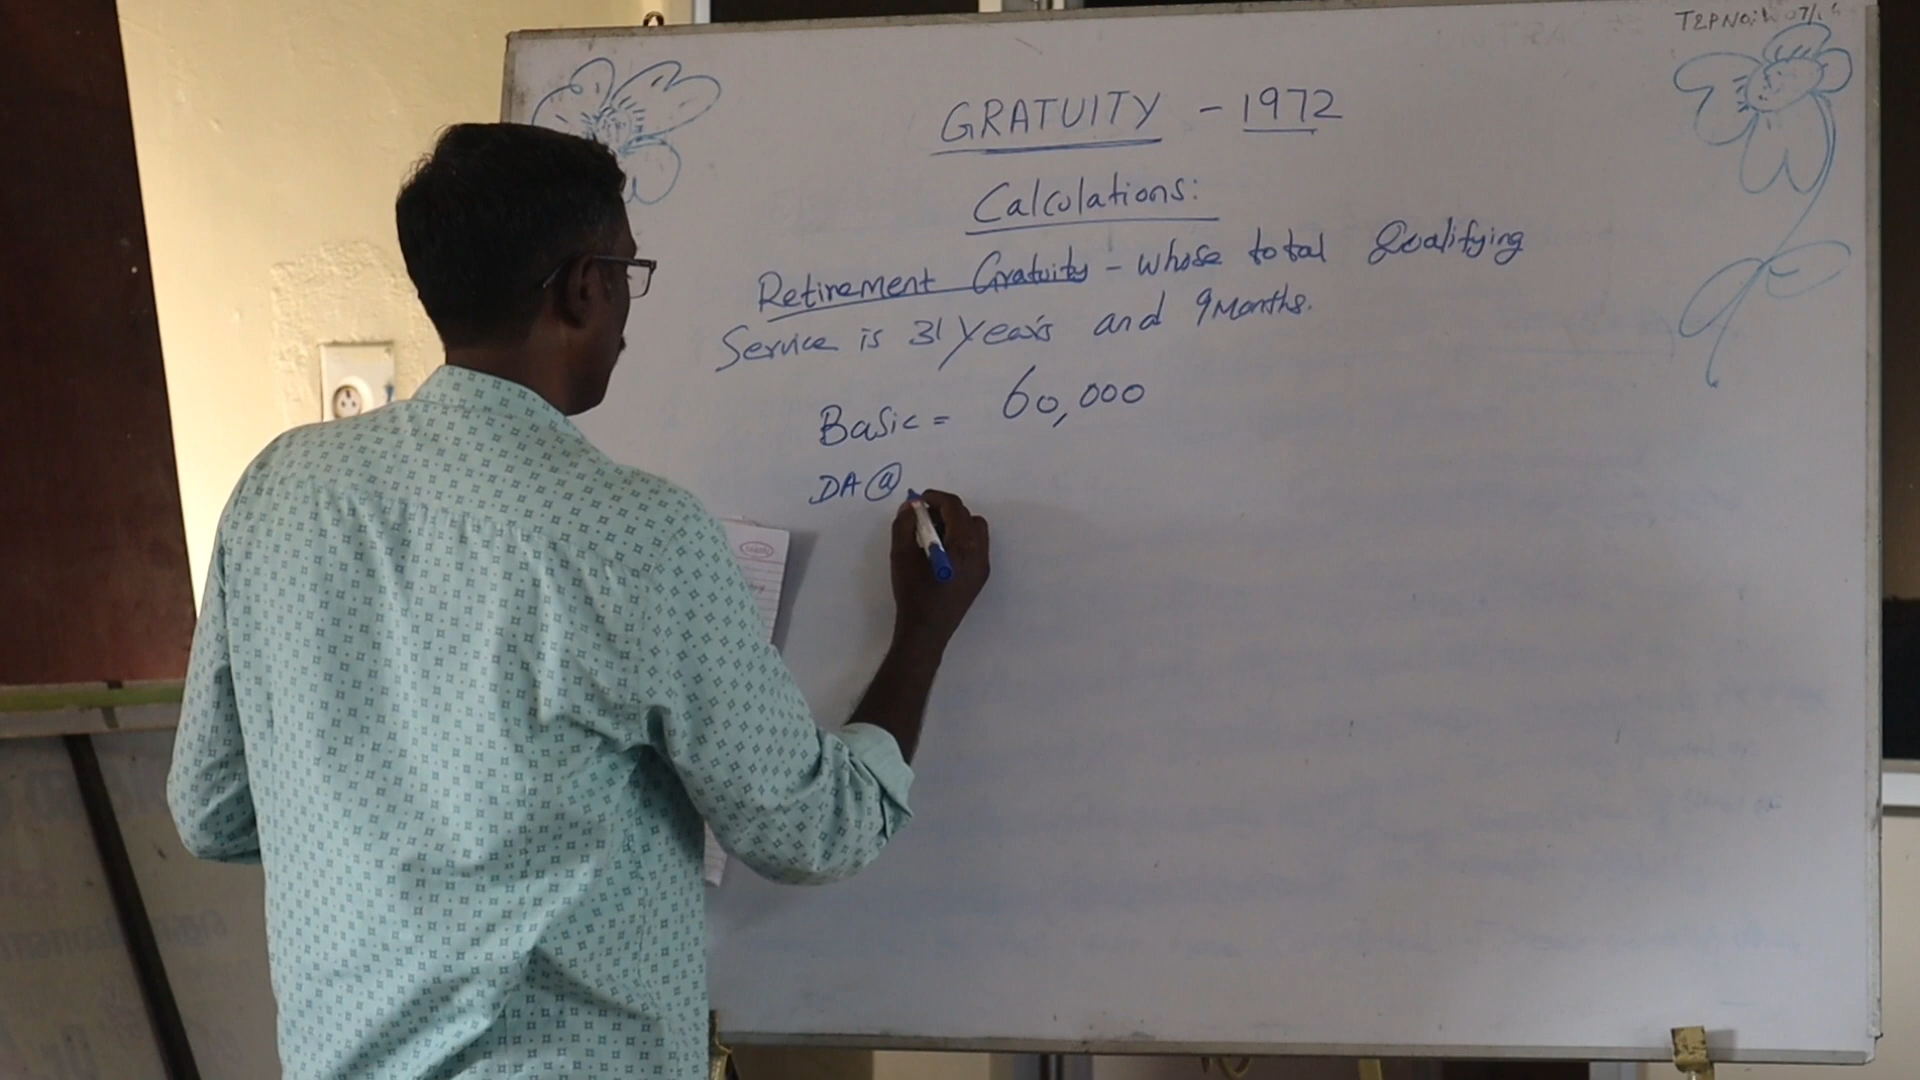 GRATUITY - 1972
Calculations:
Retirement Gratuity - whose total Qualifying
Service is 31 years and 9 Months.
Basic = 60,000
DA @